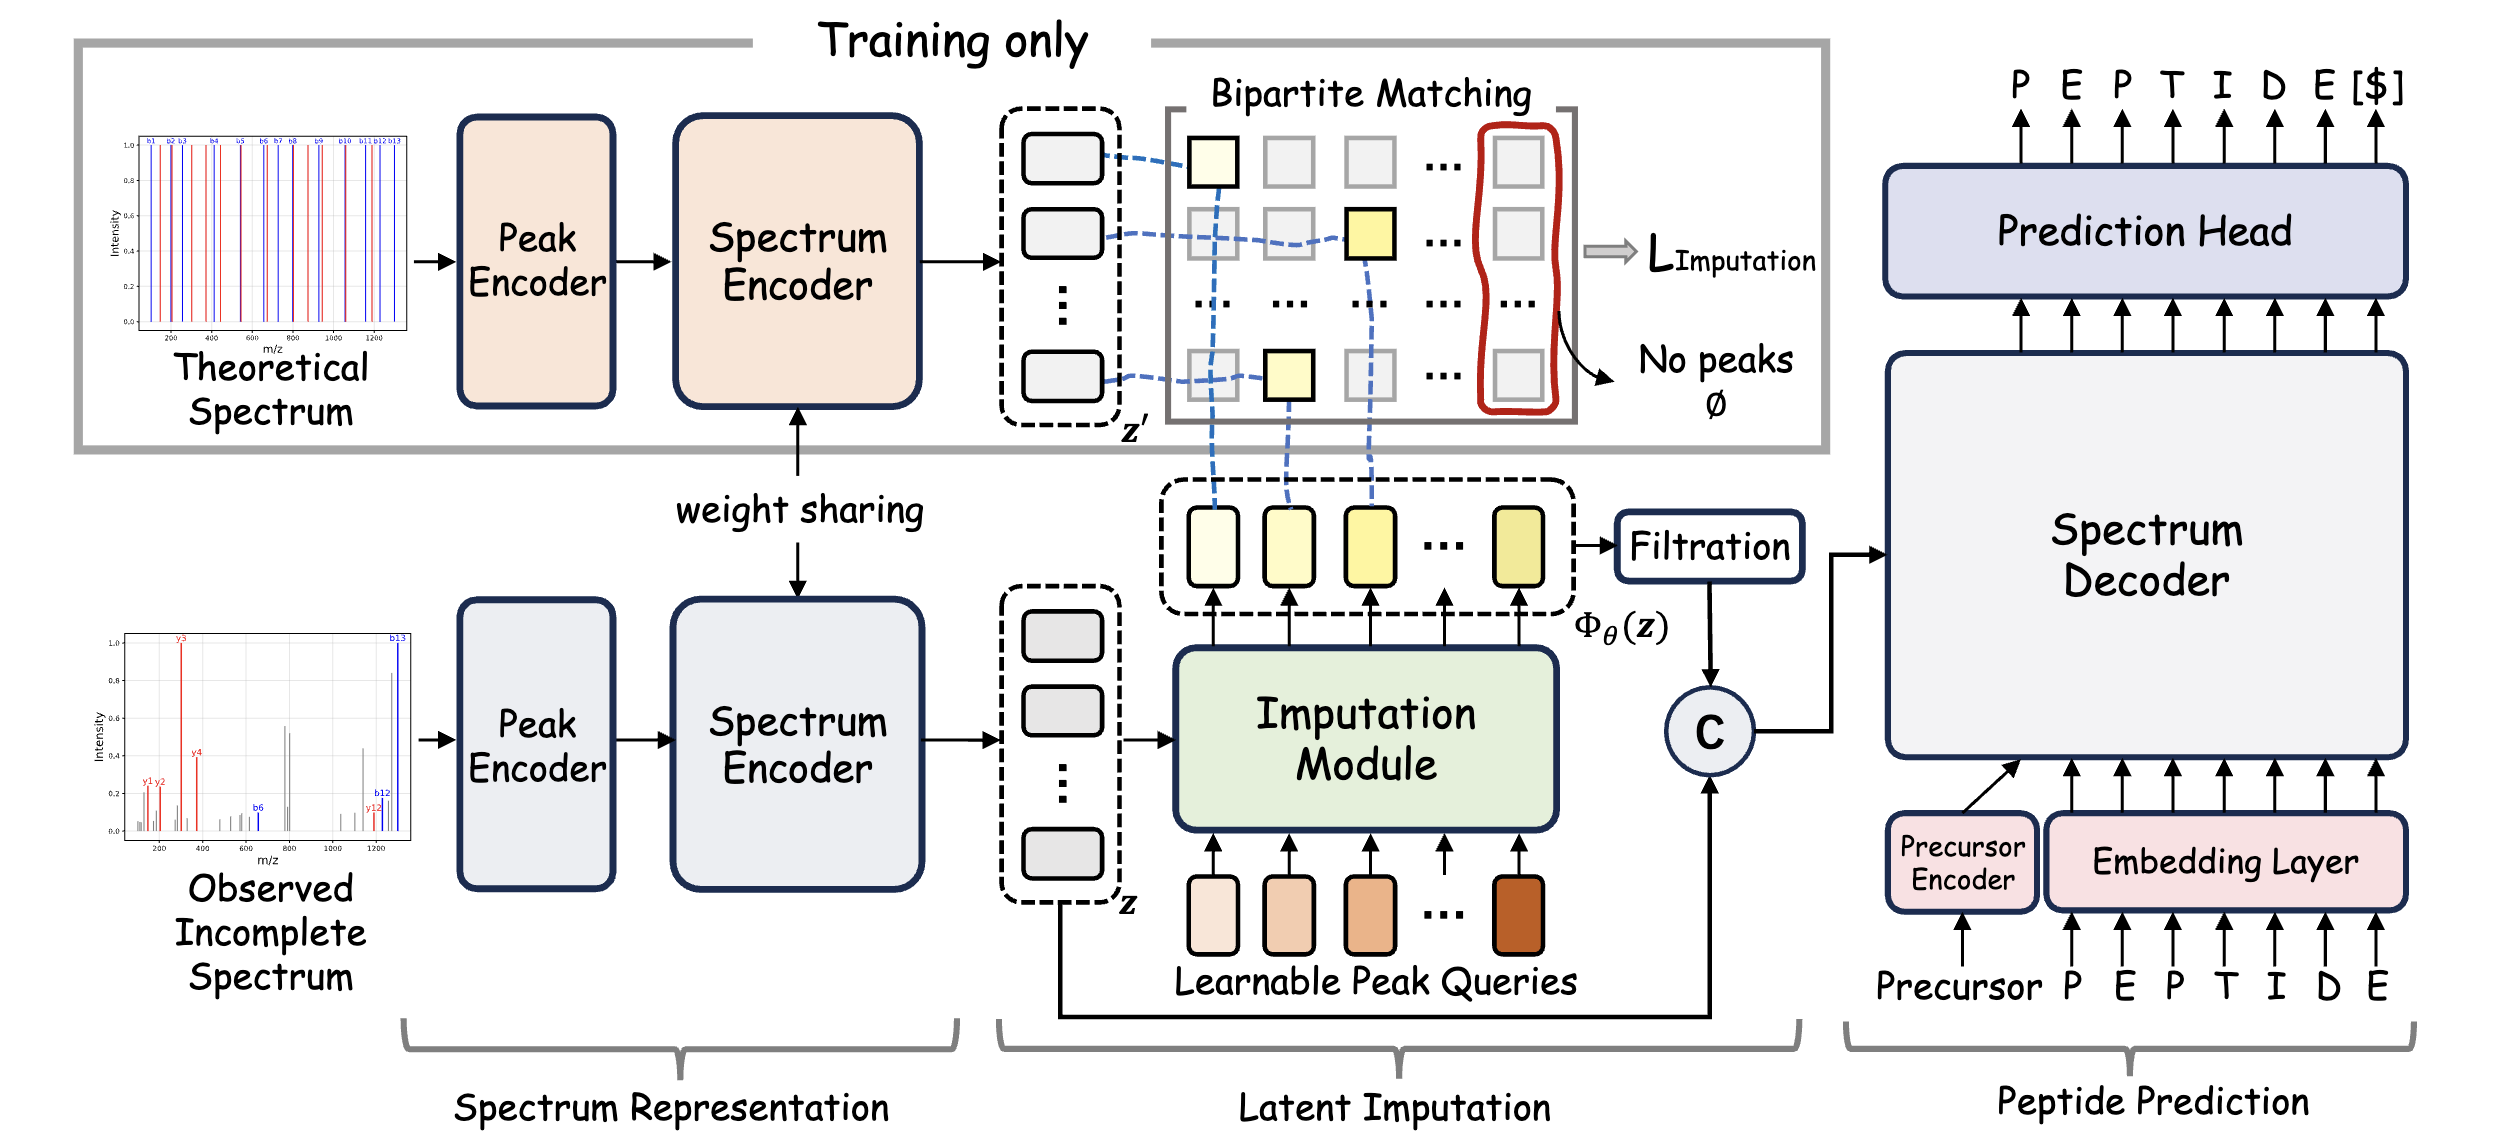 Training only
Bipartite Matching
b1 b2 b3 b4 b5 b6 b7 b8 b9 b10 b11 b12 b13
1.0
0.8
0.6
0.4
0.2
0.0
Intensity
200 400 600 800 1000 1200
m/z
Theoretical
Spectrum
Peak
Encoder
Spectrum
Encoder
z′
...
L Imputation
No peaks
∅
weight sharing
y3 b13
y4
y1 y2
b6
b12
y12
1.0
0.8
0.6
0.4
0.2
0.0
Intensity
200 400 600 800 1000 1200
m/z
Observed
Incomplete
Spectrum
Peak
Encoder
Spectrum
Encoder
z
...
Filtration
Φθ(z)
Imputation
Module
C
...
Learnable Peak Queries
P E P T I D E [$]
Prediction Head
Spectrum
Decoder
Precursor
Encoder
Embedding Layer
Precursor P E P T I D E
Spectrum Representation
Latent Imputation
Peptide Prediction